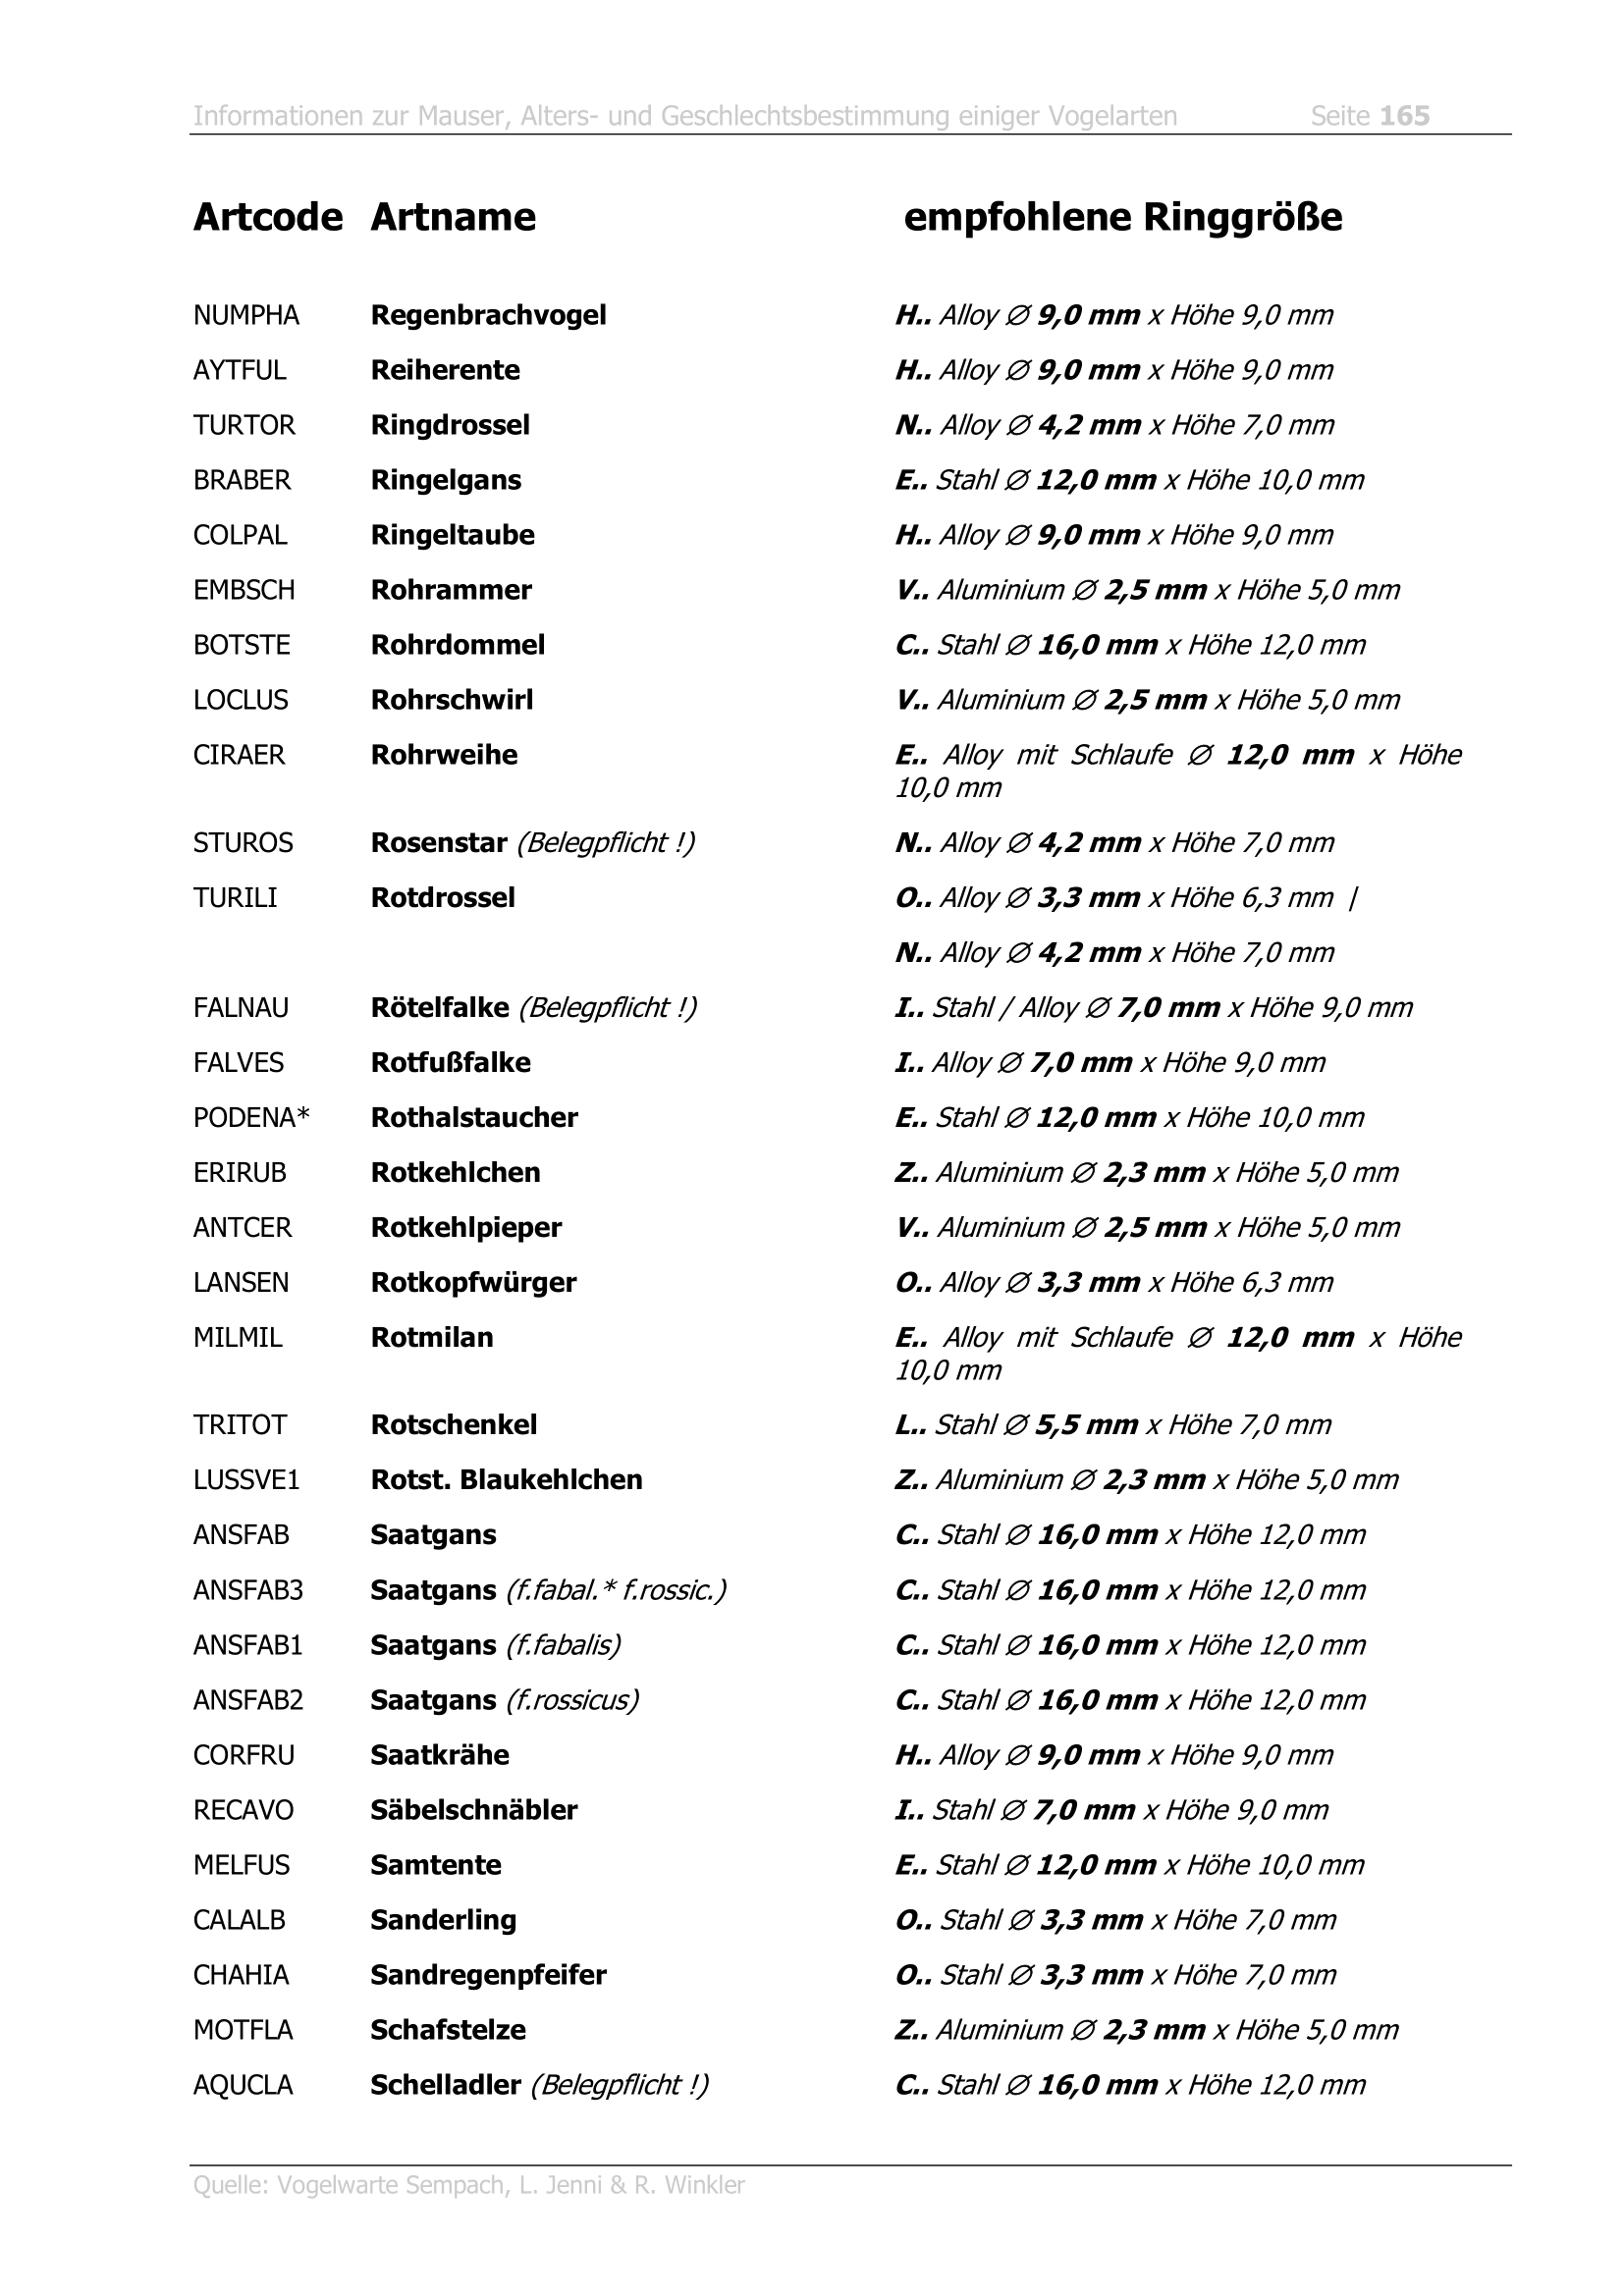 Informationen zur Mauser, Alters- und Geschlechtsbestimmung einiger Vogelarten Seite 165
Artcode Artname empfohlene Ringgröße
NUMPHA Regenbrachvogel H.. Alloy ∅ 9,0 mm x Höhe 9,0 mm
AYTFUL Reiherente H.. Alloy ∅ 9,0 mm x Höhe 9,0 mm
TURTOR Ringdrossel N.. Alloy ∅ 4,2 mm x Höhe 7,0 mm
BRABER Ringelgans E.. Stahl ∅ 12,0 mm x Höhe 10,0 mm
COLPAL Ringeltaube H.. Alloy ∅ 9,0 mm x Höhe 9,0 mm
EMBSCH Rohrammer V.. Aluminium ∅ 2,5 mm x Höhe 5,0 mm
BOTSTE Rohrdommel C.. Stahl ∅ 16,0 mm x Höhe 12,0 mm
LOCLUS Rohrschwirl V.. Aluminium ∅ 2,5 mm x Höhe 5,0 mm
CIRAER Rohrweihe E.. Alloy mit Schlaufe ∅ 12,0 mm x Höhe
10,0 mm
STUROS Rosenstar (Belegpflicht !) N.. Alloy ∅ 4,2 mm x Höhe 7,0 mm
TURILI Rotdrossel O.. Alloy ∅ 3,3 mm x Höhe 6,3 mm |
N.. Alloy ∅ 4,2 mm x Höhe 7,0 mm
FALNAU Rötelfalke (Belegpflicht !) I.. Stahl / Alloy ∅ 7,0 mm x Höhe 9,0 mm
FALVES Rotfußfalke I.. Alloy ∅ 7,0 mm x Höhe 9,0 mm
PODENA* Rothalstaucher E.. Stahl ∅ 12,0 mm x Höhe 10,0 mm
ERIRUB Rotkehlchen Z.. Aluminium ∅ 2,3 mm x Höhe 5,0 mm
ANTCER Rotkehlpieper V.. Aluminium ∅ 2,5 mm x Höhe 5,0 mm
LANSEN Rotkopfwürger O.. Alloy ∅ 3,3 mm x Höhe 6,3 mm
MILMIL Rotmilan E.. Alloy mit Schlaufe ∅ 12,0 mm x Höhe
10,0 mm
TRITOT Rotschenkel L.. Stahl ∅ 5,5 mm x Höhe 7,0 mm
LUSSVE1 Rotst. Blaukehlchen Z.. Aluminium ∅ 2,3 mm x Höhe 5,0 mm
ANSFAB Saatgans C.. Stahl ∅ 16,0 mm x Höhe 12,0 mm
ANSFAB3 Saatgans (f.fabal.* f.rossic.) C.. Stahl ∅ 16,0 mm x Höhe 12,0 mm
ANSFAB1 Saatgans (f.fabalis) C.. Stahl ∅ 16,0 mm x Höhe 12,0 mm
ANSFAB2 Saatgans (f.rossicus) C.. Stahl ∅ 16,0 mm x Höhe 12,0 mm
CORFRU Saatkrähe H.. Alloy ∅ 9,0 mm x Höhe 9,0 mm
RECAVO Säbelschnäbler I.. Stahl ∅ 7,0 mm x Höhe 9,0 mm
MELFUS Samtente E.. Stahl ∅ 12,0 mm x Höhe 10,0 mm
CALALB Sanderling O.. Stahl ∅ 3,3 mm x Höhe 7,0 mm
CHAHIA Sandregenpfeifer O.. Stahl ∅ 3,3 mm x Höhe 7,0 mm
MOTFLA Schafstelze Z.. Aluminium ∅ 2,3 mm x Höhe 5,0 mm
AQUCLA Schelladler (Belegpflicht !) C.. Stahl ∅ 16,0 mm x Höhe 12,0 mm
Quelle: Vogelwarte Sempach, L. Jenni & R. Winkler